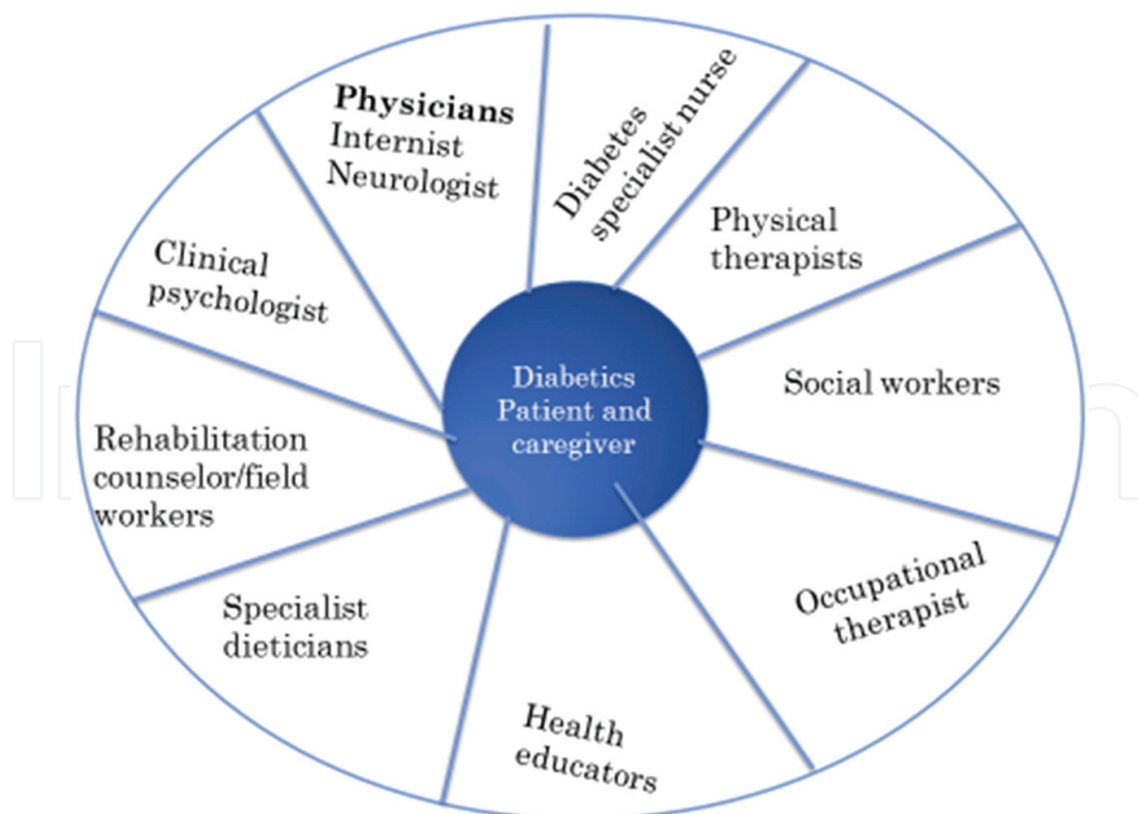 Physicians
Internist
Neurologist
Diabetes
specialist nurse
Physical
therapists
Social workers
Occupational
therapist
Health
educators
Specialist
dieticians
Rehabilitation
counselor/field
workers
Clinical
psychologist
Diabetics
Patient and
caregiver